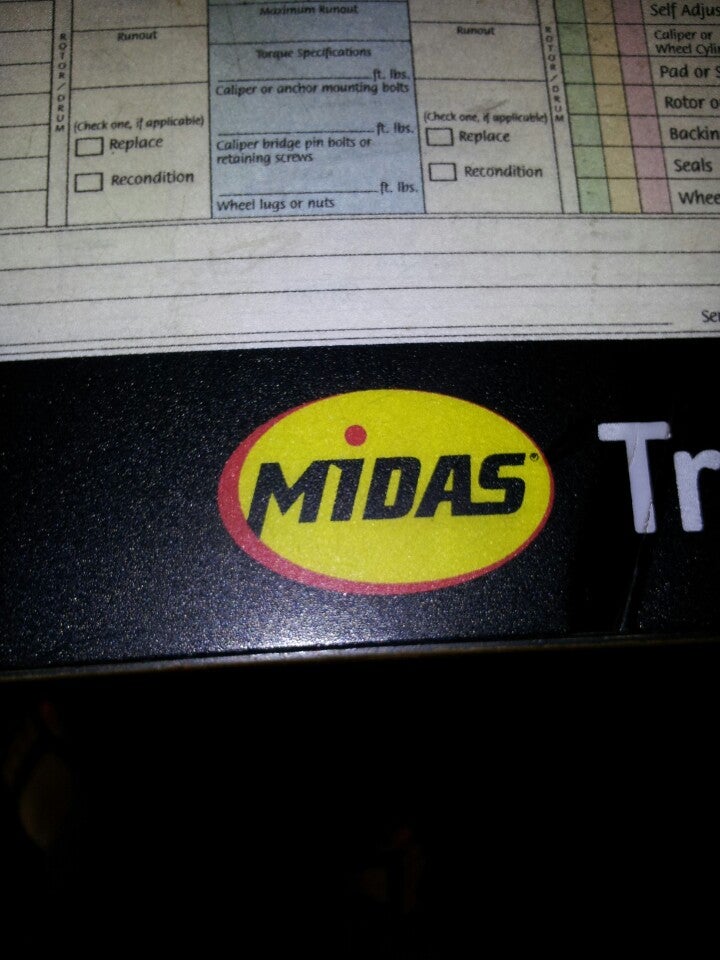 Maximum Runout
Runout
Torque Specifications
Runout
ft. lbs.
Caliper or anchor mounting bolts
ROTOR/DRUM
(Check one, if applicable)
Replace
Recondition
ft. lbs.
Caliper bridge pin bolts or
retaining screws
ft. lbs.
Wheel lugs or nuts
(Check one, if applicable)
Replace
Recondition
ROTOR/DRUM
Self Adjus
Caliper or
Wheel Cyli
Pad or S
Rotor o
Backin
Seals
Whee
Se
MIDAS®
Tr